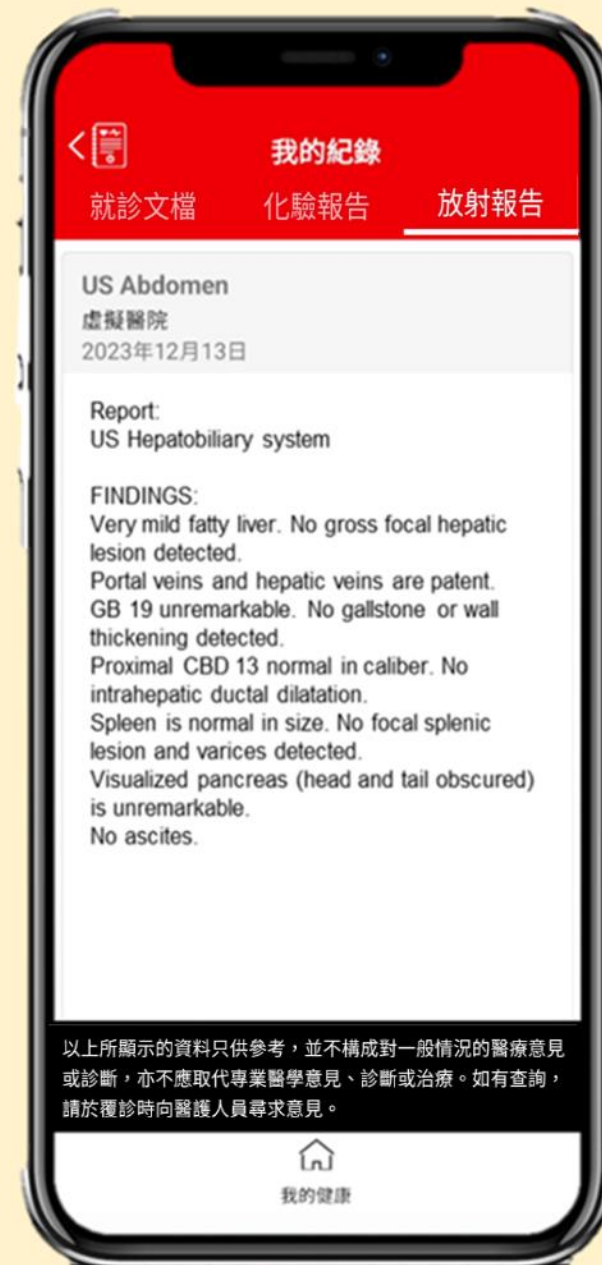 我的紀錄
就診文檔 化驗報告 放射報告
US Abdomen
虛擬醫院
2023年12月13日
Report:
US Hepatobiliary system
FINDINGS:
Very mild fatty liver. No gross focal hepatic
lesion detected.
Portal veins and hepatic veins are patent.
GB 19 unremarkable. No gallstone or wall
thickening detected.
Proximal CBD 13 normal in caliber. No
intrahepatic ductal dilatation.
Spleen is normal in size. No focal splenic
lesion and varices detected.
Visualized pancreas (head and tail obscured)
is unremarkable.
No ascites.
以上所顯示的資料只供參考，並不構成對一般情況的醫療意見
或診斷，亦不應取代專業醫學意見、診斷或治療。如有查詢，
請於覆診時向醫護人員尋求意見。
我的健康